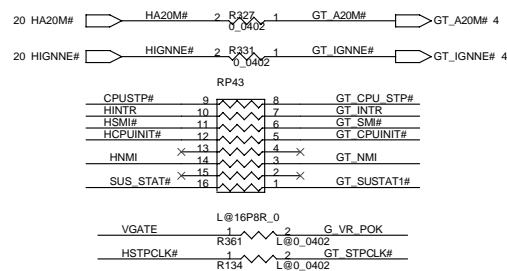 20 HA20M# HA20M# 2 R327 1 GT_A20M# GT_A20M# 4
0_0402
20 HIGNNE# HIGNNE# 2 R331 1 GT_IGNNE# GT_IGNNE# 4
0_0402
RP43
CPUSTP# 9 8 GT_CPU_STP#
HINTR 10 7 GT_INTR
HSMI# 11 6 GT_SMI#
HCPUINIT# 12 5 GT_CPUINIT#
13 4
HNMI 14 3 GT_NMI
15 2
SUS_STAT# 16 1 GT_SUSTAT1#
L@16P8R_0
VGATE 1 2 G_VR_POK
R361 L@0_0402
HSTPCLK# 1 2 GT_STPCLK#
R134 L@0_0402